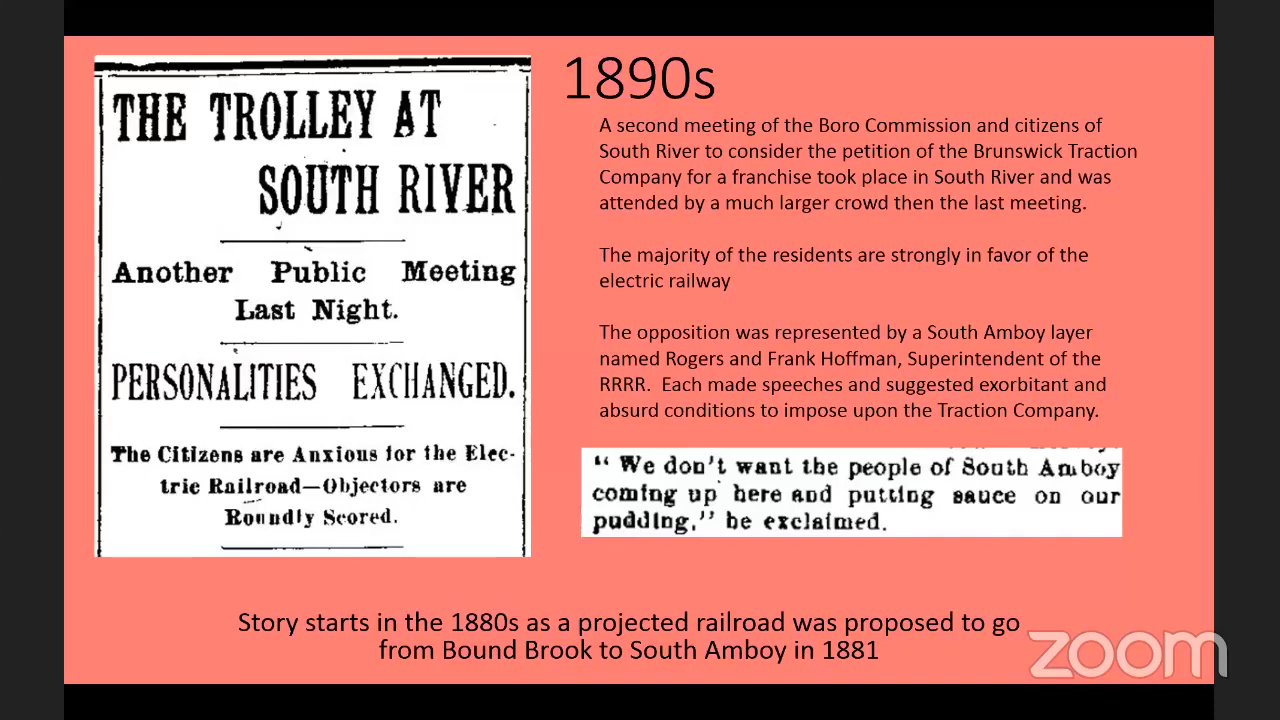 THE TROLLEY AT
SOUTH RIVER
Another Public Meeting
Last Night.
PERSONALITIES EXCHANGED.
The Citizens are Anxious for the Elec-
tric Railroad—Objectors are
Roundly Scored.
1890s
A second meeting of the Boro Commission and citizens of
South River to consider the petition of the Brunswick Traction
Company for a franchise took place in South River and was
attended by a much larger crowd then the last meeting.
The majority of the residents are strongly in favor of the
electric railway
The opposition was represented by a South Amboy layer
named Rogers and Frank Hoffman, Superintendent of the
RRRR. Each made speeches and suggested exorbitant and
absurd conditions to impose upon the Traction Company.
“ We don't want the people of South Amboy
coming up here and putting sauce on our
pudding,” he exclaimed.
Story starts in the 1880s as a projected railroad was proposed to go
from Bound Brook to South Amboy in 1881
zoom